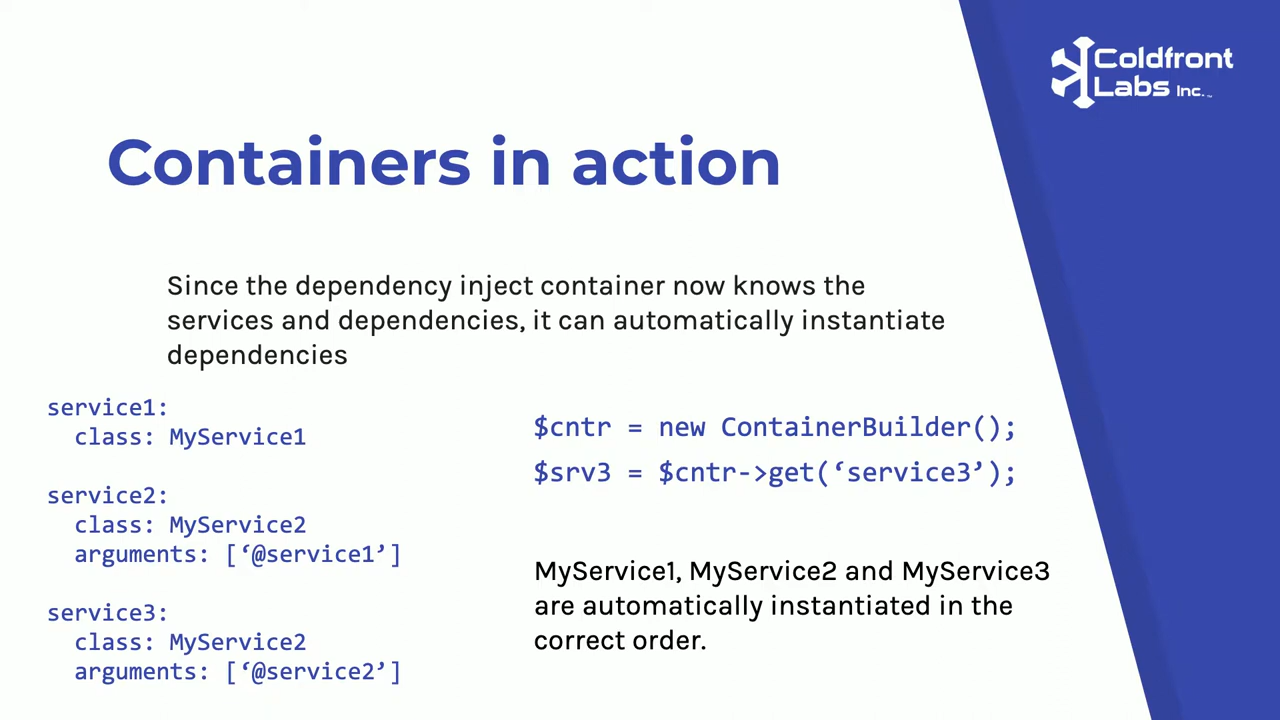 Coldfront
Labs Inc.™
Containers in action
Since the dependency inject container now knows the
services and dependencies, it can automatically instantiate
dependencies
service1:
  class: MyService1
service2:
  class: MyService2
  arguments: [‘@service1’]
service3:
  class: MyService2
  arguments: [‘@service2’]
$cntr = new ContainerBuilder();
$srv3 = $cntr->get(‘service3’);
MyService1, MyService2 and MyService3
are automatically instantiated in the
correct order.